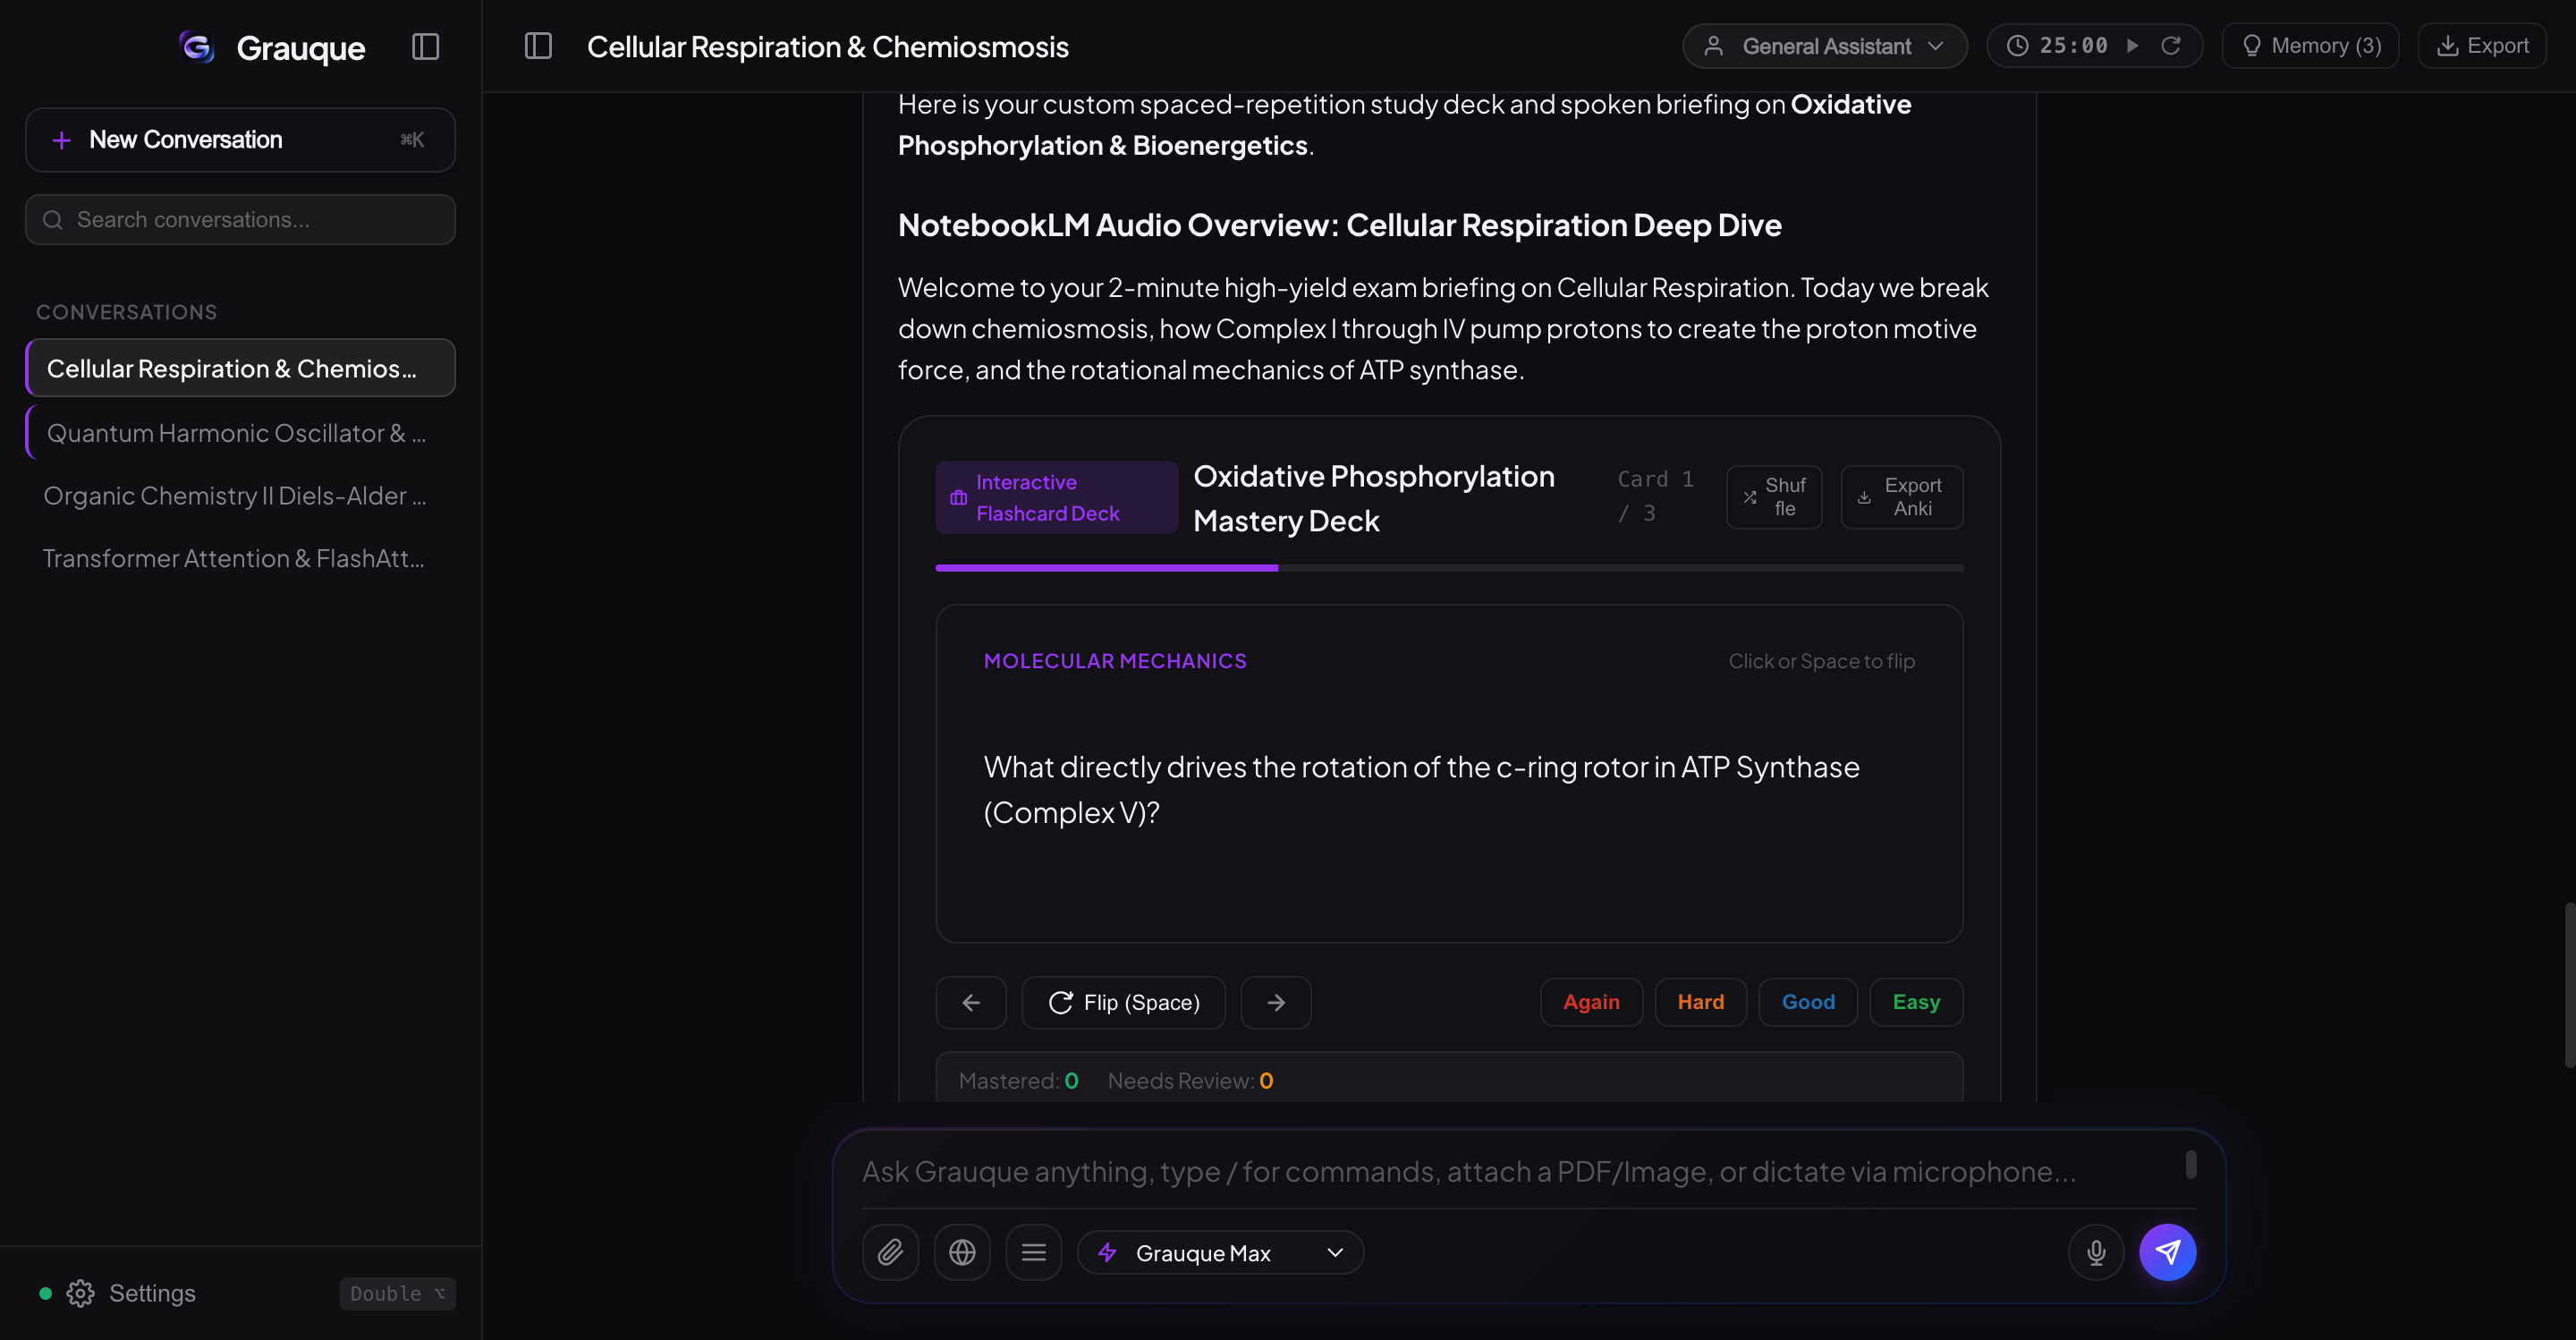 Grauque
New Conversation
⌘K
Search conversations...
CONVERSATIONS
Cellular Respiration & Chemios...
Quantum Harmonic Oscillator & ...
Organic Chemistry II Diels-Alder ...
Transformer Attention & FlashAtt...
Settings
Double ⌥
Cellular Respiration & Chemiosmosis
General Assistant
25:00
Memory (3)
Export
Here is your custom spaced-repetition study deck and spoken briefing on Oxidative
Phosphorylation & Bioenergetics.
NotebookLM Audio Overview: Cellular Respiration Deep Dive
Welcome to your 2-minute high-yield exam briefing on Cellular Respiration. Today we break
down chemiosmosis, how Complex I through IV pump protons to create the proton motive
force, and the rotational mechanics of ATP synthase.
Interactive
Flashcard Deck
Oxidative Phosphorylation
Mastery Deck
Card 1
/ 3
Shuf
fle
Export
Anki
MOLECULAR MECHANICS
Click or Space to flip
What directly drives the rotation of the c-ring rotor in ATP Synthase
(Complex V)?
Flip (Space)
Again
Hard
Good
Easy
Mastered: 0
Needs Review: 0
Ask Grauque anything, type / for commands, attach a PDF/Image, or dictate via microphone...
Grauque Max